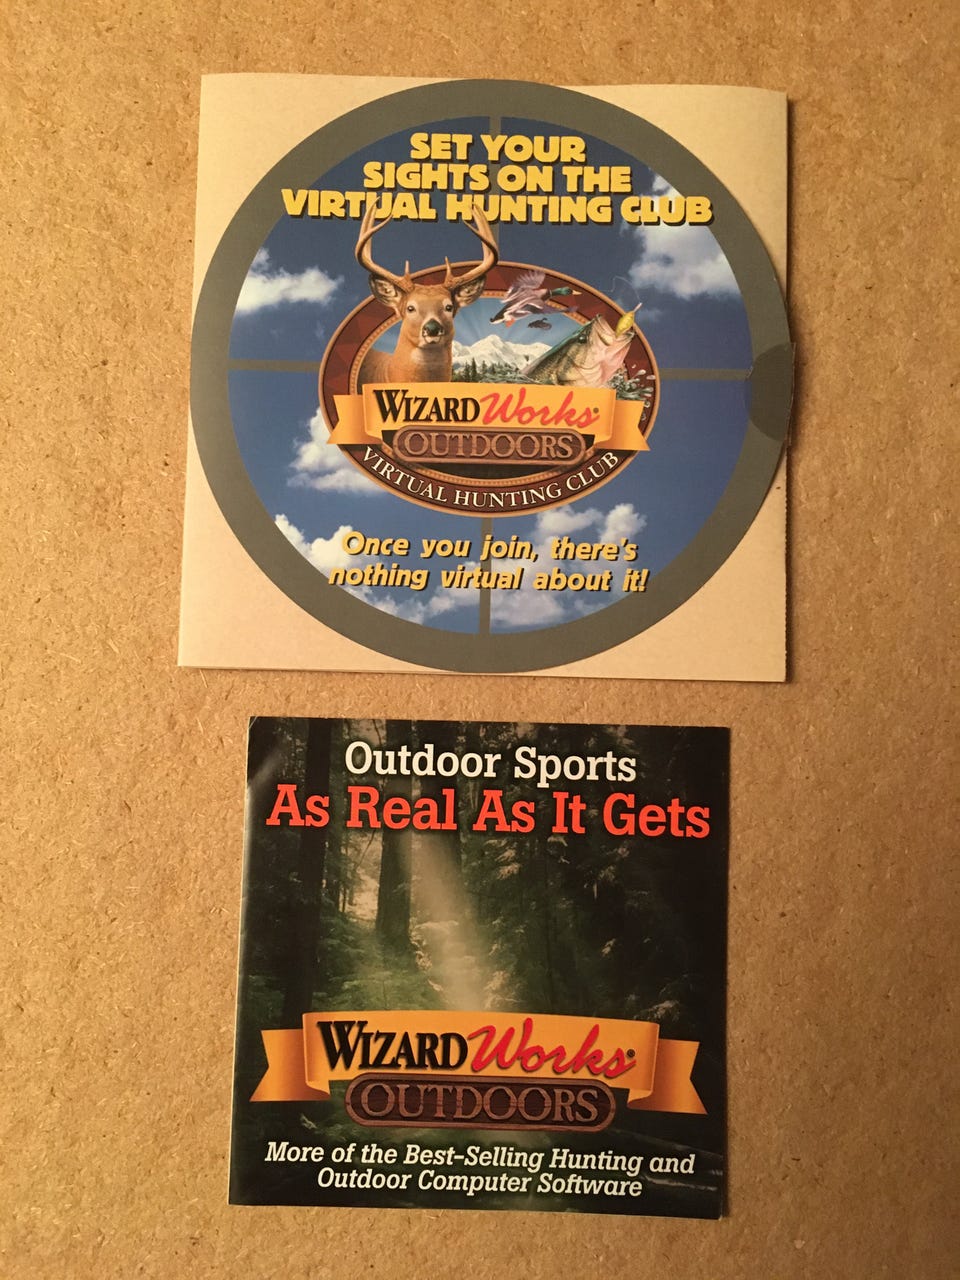 SET YOUR
SIGHTS ON THE
VIRTUAL HUNTING CLUB
WIZARD Works®
OUTDOORS
VIRTUAL HUNTING CLUB
Once you join, there's
nothing virtual about it!
Outdoor Sports
As Real As It Gets
WIZARD Works®
OUTDOORS
More of the Best-Selling Hunting and
Outdoor Computer Software